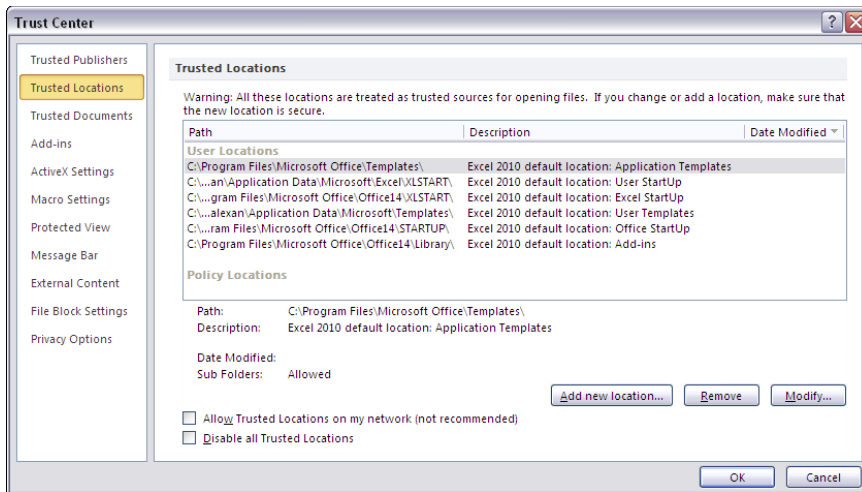 Trust Center
Trusted Publishers
Trusted Locations
Trusted Documents
Add-ins
ActiveX Settings
Macro Settings
Protected View
Message Bar
External Content
File Block Settings
Privacy Options
Trusted Locations
Warning: All these locations are treated as trusted sources for opening files. If you change or add a location, make sure that
the new location is secure.
Path Description Date Modified
User Locations
C:\Program Files\Microsoft Office\Templates\ Excel 2010 default location: Application Templates
C:\...an\Application Data\Microsoft\Excel\XLSTART\ Excel 2010 default location: User StartUp
C:\...gram Files\Microsoft Office\Office14\XLSTART\ Excel 2010 default location: Excel StartUp
C:\...alexan\Application Data\Microsoft\Templates\ Excel 2010 default location: User Templates
C:\...ram Files\Microsoft Office\Office14\STARTUP\ Excel 2010 default location: Office StartUp
C:\Program Files\Microsoft Office\Office14\Library\ Excel 2010 default location: Add-ins
Policy Locations
Path: C:\Program Files\Microsoft Office\Templates\
Description: Excel 2010 default location: Application Templates
Date Modified:
Sub Folders: Allowed
Add new location... Remove Modify...
Allow Trusted Locations on my network (not recommended)
Disable all Trusted Locations
OK Cancel